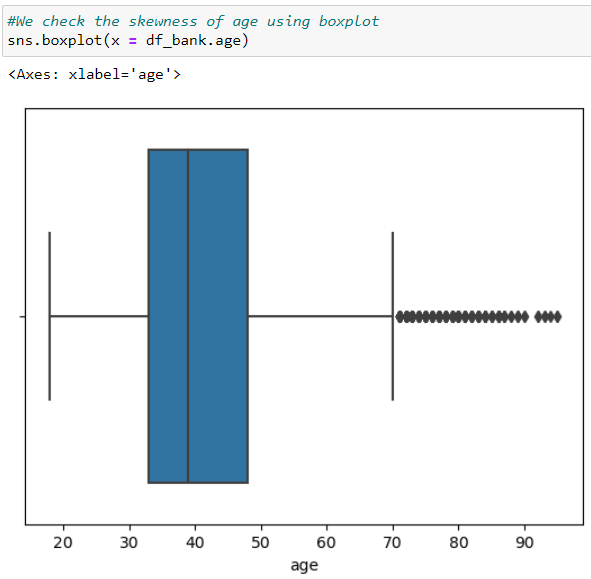 #We check the skewness of age using boxplot
sns.boxplot(x = df_bank.age)
<Axes: xlabel='age'>
20 30 40 50 60 70 80 90
age